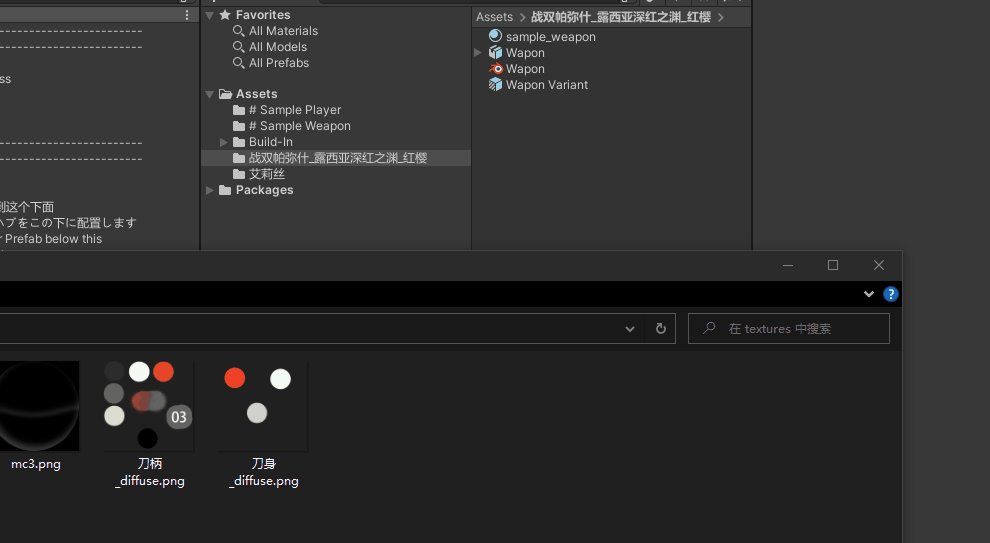 ss
到这个下面
ハブをこの下に配置します
r Prefab below this
Favorites
All Materials
All Models
All Prefabs
Assets
# Sample Player
# Sample Weapon
Build-In
战双帕弥什_露西亚深红之渊_红樱
艾莉丝
Packages
Assets > 战双帕弥什_露西亚深红之渊_红樱 >
sample_weapon
Wapon
Wapon
Wapon Variant
在 textures 中搜索
03
mc3.png
刀柄
_diffuse.png
刀身
_diffuse.png